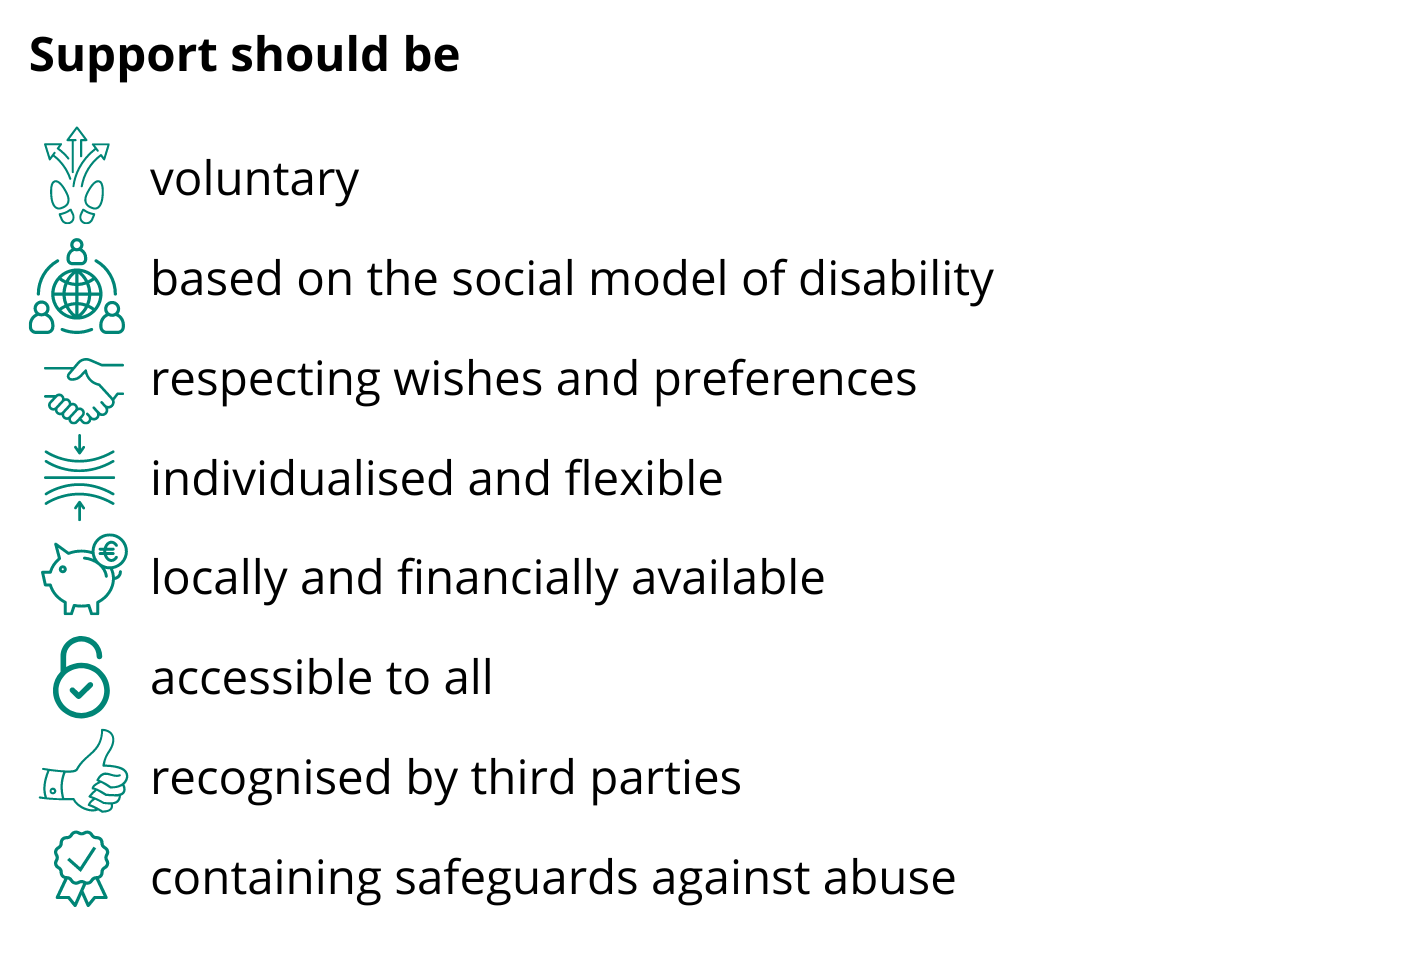 Support should be
voluntary
based on the social model of disability
respecting wishes and preferences
individualised and flexible
€
locally and financially available
accessible to all
recognised by third parties
containing safeguards against abuse